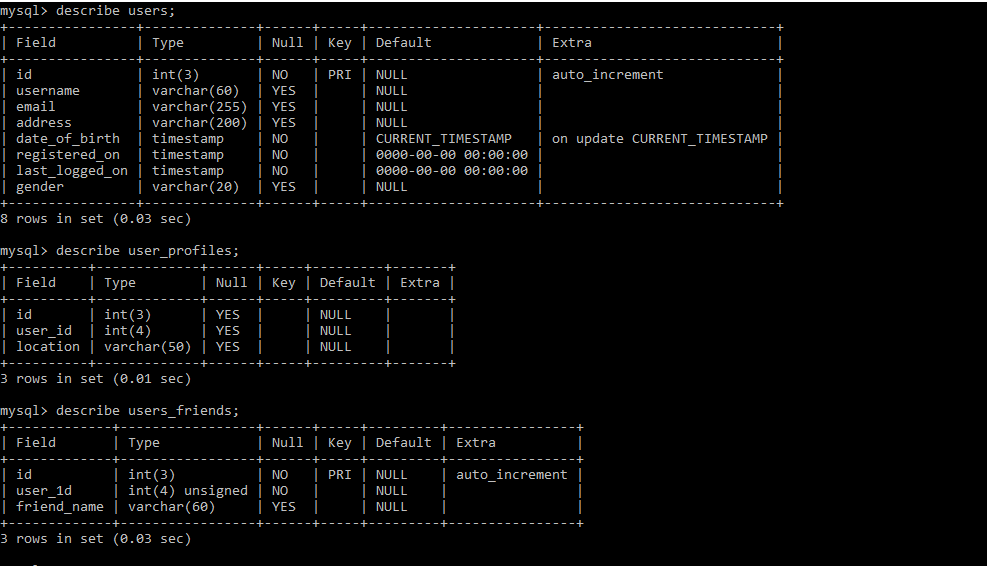 mysql> describe users;
+----------------+--------------+------+-----+---------------------+-----------------------------+
| Field          | Type         | Null | Key | Default             | Extra                       |
+----------------+--------------+------+-----+---------------------+-----------------------------+
| id             | int(3)       | NO   | PRI | NULL                | auto_increment              |
| username       | varchar(60)  | YES  |     | NULL                |                             |
| email          | varchar(255) | YES  |     | NULL                |                             |
| address        | varchar(200) | YES  |     | NULL                |                             |
| date_of_birth  | timestamp    | NO   |     | CURRENT_TIMESTAMP   | on update CURRENT_TIMESTAMP |
| registered_on  | timestamp    | NO   |     | 0000-00-00 00:00:00 |                             |
| last_logged_on | timestamp    | NO   |     | 0000-00-00 00:00:00 |                             |
| gender         | varchar(20)  | YES  |     | NULL                |                             |
+----------------+--------------+------+-----+---------------------+-----------------------------+
8 rows in set (0.03 sec)
mysql> describe user_profiles;
+----------+-------------+------+-----+---------+-------+
| Field    | Type        | Null | Key | Default | Extra |
+----------+-------------+------+-----+---------+-------+
| id       | int(3)      | YES  |     | NULL    |       |
| user_id  | int(4)      | YES  |     | NULL    |       |
| location | varchar(50) | YES  |     | NULL    |       |
+----------+-------------+------+-----+---------+-------+
3 rows in set (0.01 sec)
mysql> describe users_friends;
+-------------+-----------------+------+-----+---------+----------------+
| Field       | Type            | Null | Key | Default | Extra          |
+-------------+-----------------+------+-----+---------+----------------+
| id          | int(3)          | NO   | PRI | NULL    | auto_increment |
| user_1d     | int(4) unsigned | NO   |     | NULL    |                |
| friend_name | varchar(60)     | YES  |     | NULL    |                |
+-------------+-----------------+------+-----+---------+----------------+
3 rows in set (0.03 sec)